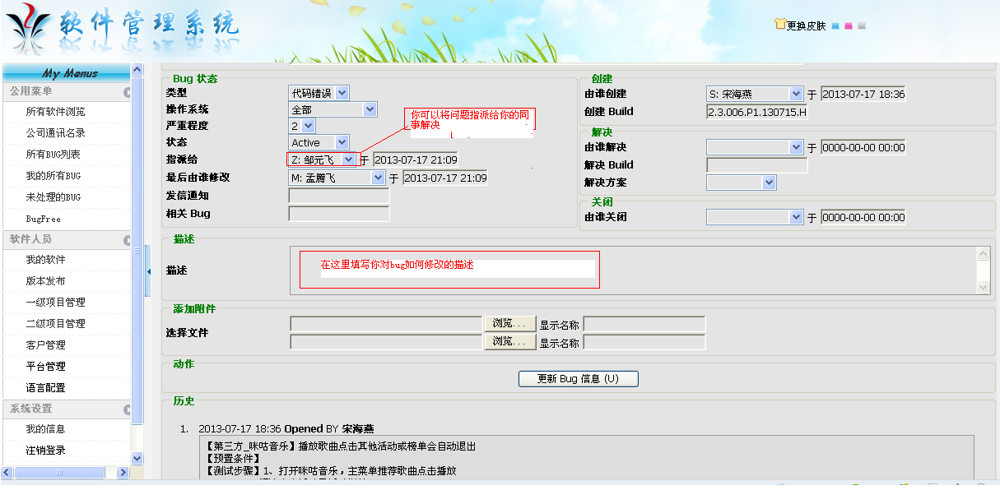 软件管理系统
更换皮肤
My Menus
公用菜单
所有软件浏览
公司通讯名录
所有BUG列表
我的所有BUG
未处理的BUG
BugFree
软件人员
我的软件
版本发布
一级项目管理
二级项目管理
客户管理
平台管理
语言配置
系统设置
我的信息
注销登录
Bug 状态
类型 代码错误
操作系统 全部
严重程度 2
状态 Active
指派给 Z: 邹元飞 于 2013-07-17 21:09
最后由谁修改 M: 孟腾飞 于 2013-07-17 21:09
发信通知
相关 Bug
你可以将问题指派给你的同
事解决
创建
由谁创建 S: 宋海燕 于 2013-07-17 18:36
创建 Build 2.3.006.P1.130715.H
解决
由谁解决 于 0000-00-00 00:00
解决 Build
解决方案
关闭
由谁关闭 于 0000-00-00 00:00
描述
描述
在这里填写你对bug如何修改的描述
添加附件
选择文件 浏览... 显示名称
浏览... 显示名称
动作
更新 Bug 信息 (U)
历史
1. 2013-07-17 18:36 Opened BY 宋海燕
【第三方_咪咕音乐】播放歌曲点击其他活动或榜单会自动退出
【预置条件】
【测试步骤】1、打开咪咕音乐，主菜单推荐歌曲点击播放